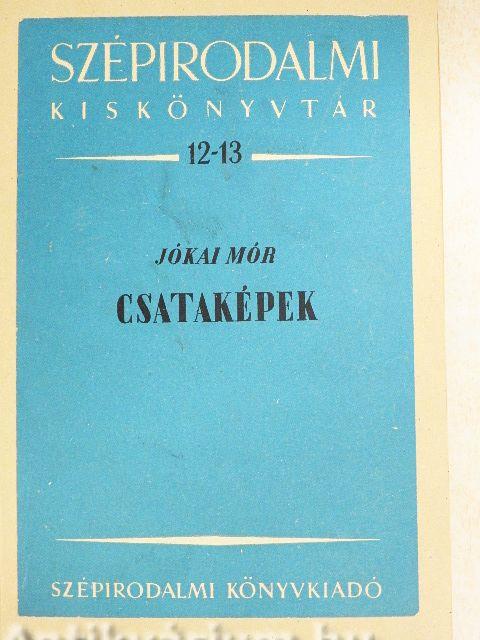 SZÉPIRODALMI
KISKÖNYVTÁR
12-13
JÓKAI MÓR
CSATAKÉPEK
SZÉPIRODALMI KÖNYVKIADÓ